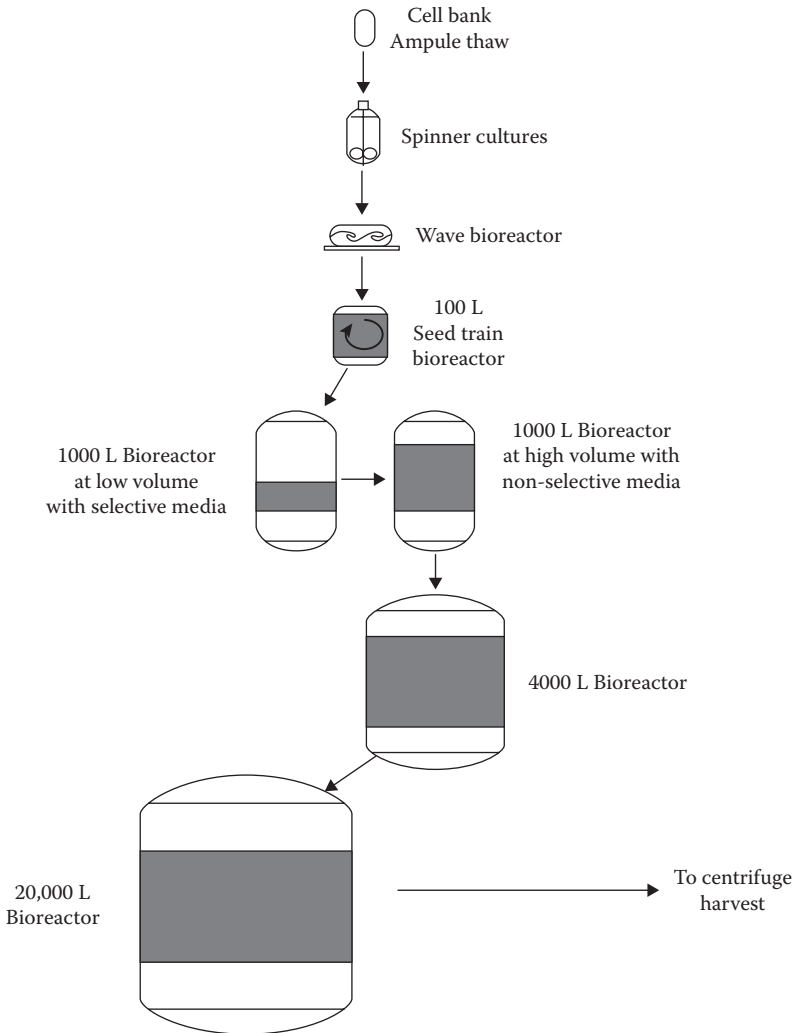 Cell bank
Ampule thaw
Spinner cultures
Wave bioreactor
100 L
Seed train
bioreactor
1000 L Bioreactor
at low volume
with selective media
1000 L Bioreactor
at high volume with
non-selective media
4000 L Bioreactor
20,000 L
Bioreactor
To centrifuge
harvest